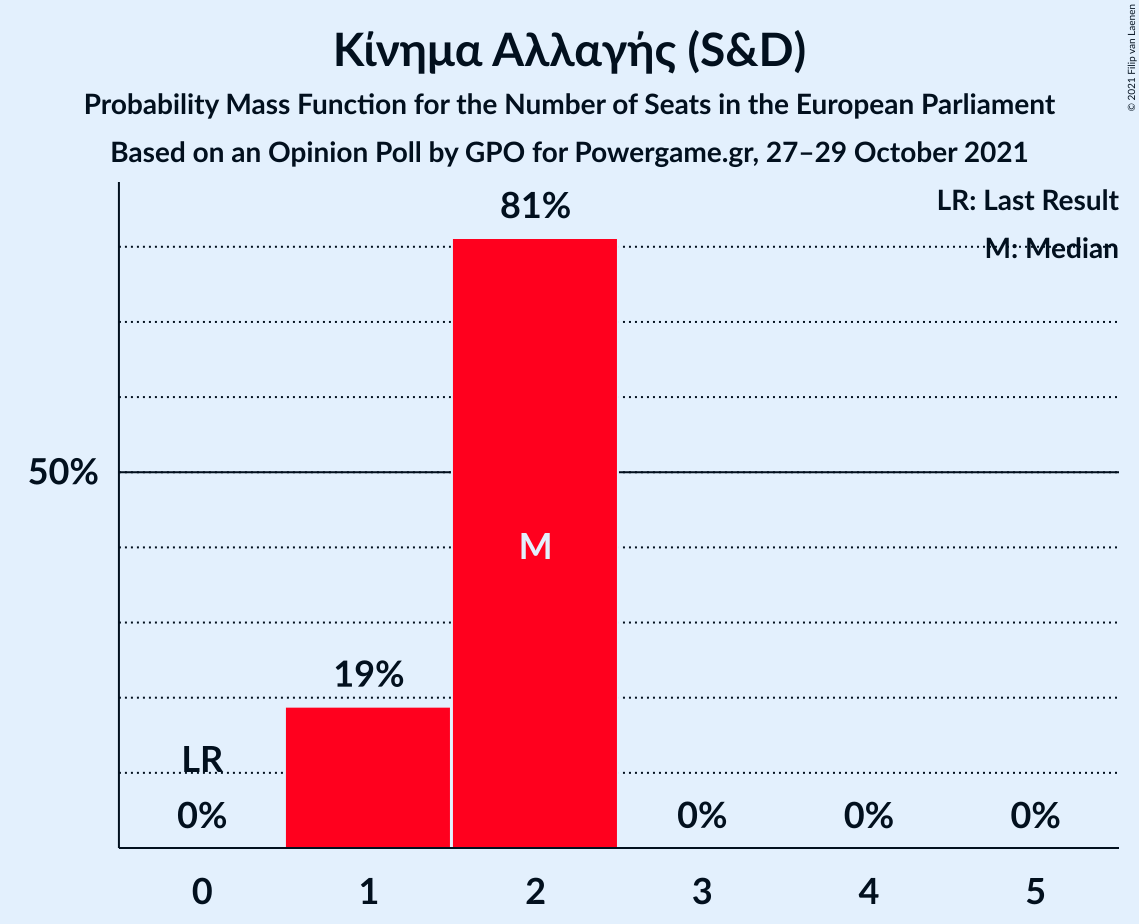 Κίνημα Αλλαγής (S&D)
Probability Mass Function for the Number of Seats in the European Parliament
Based on an Opinion Poll by GPO for Powergame.gr, 27–29 October 2021
© 2021 Filip van Laenen
LR: Last Result
M: Median
81%
50%
M
19%
LR
0%
0%
0%
0%
0
1
2
3
4
5